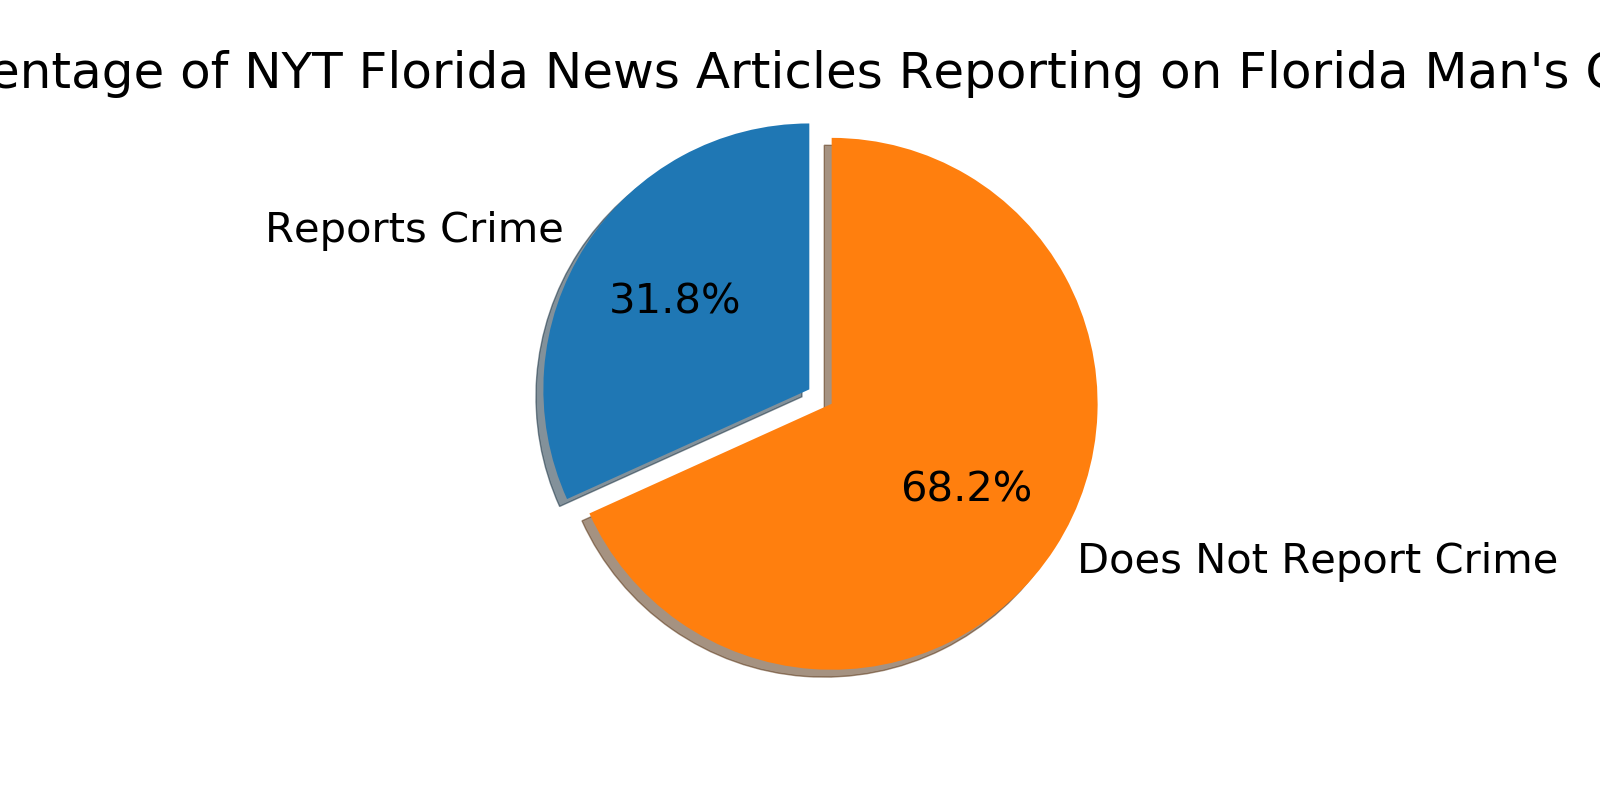 entage of NYT Florida News Articles Reporting on Florida Man's
Reports Crime
31.8%
68.2%
Does Not Report Crime